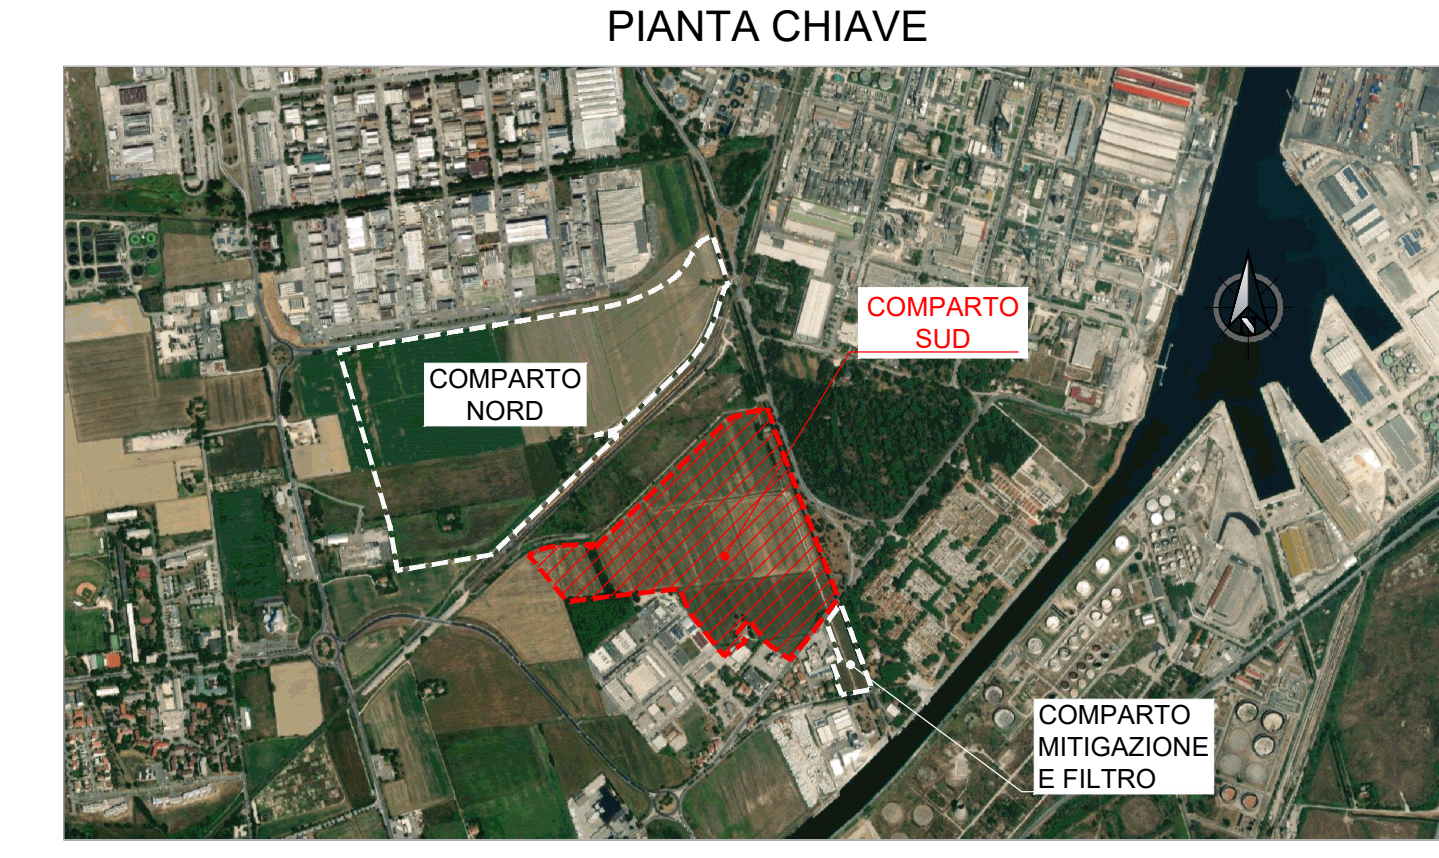 PIANTA CHIAVE
COMPARTO
SUD
COMPARTO
NORD
COMPARTO
MITIGAZIONE
E FILTRO